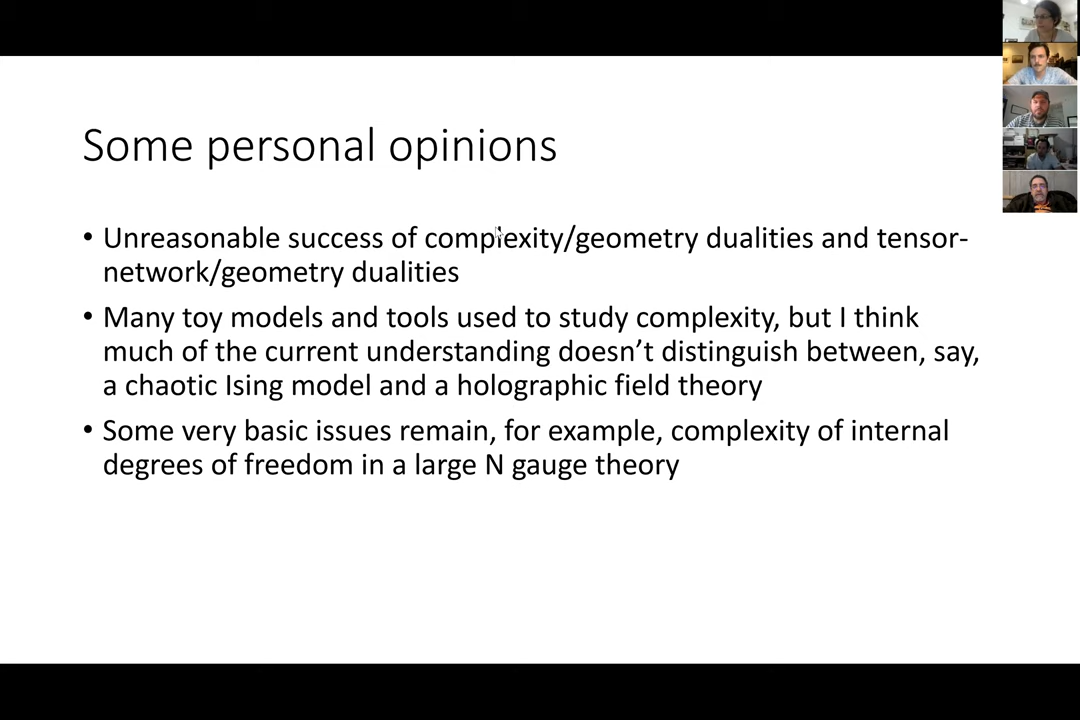 Some personal opinions
• Unreasonable success of complexity/geometry dualities and tensor-
network/geometry dualities
• Many toy models and tools used to study complexity, but I think
much of the current understanding doesn’t distinguish between, say,
a chaotic Ising model and a holographic field theory
• Some very basic issues remain, for example, complexity of internal
degrees of freedom in a large N gauge theory